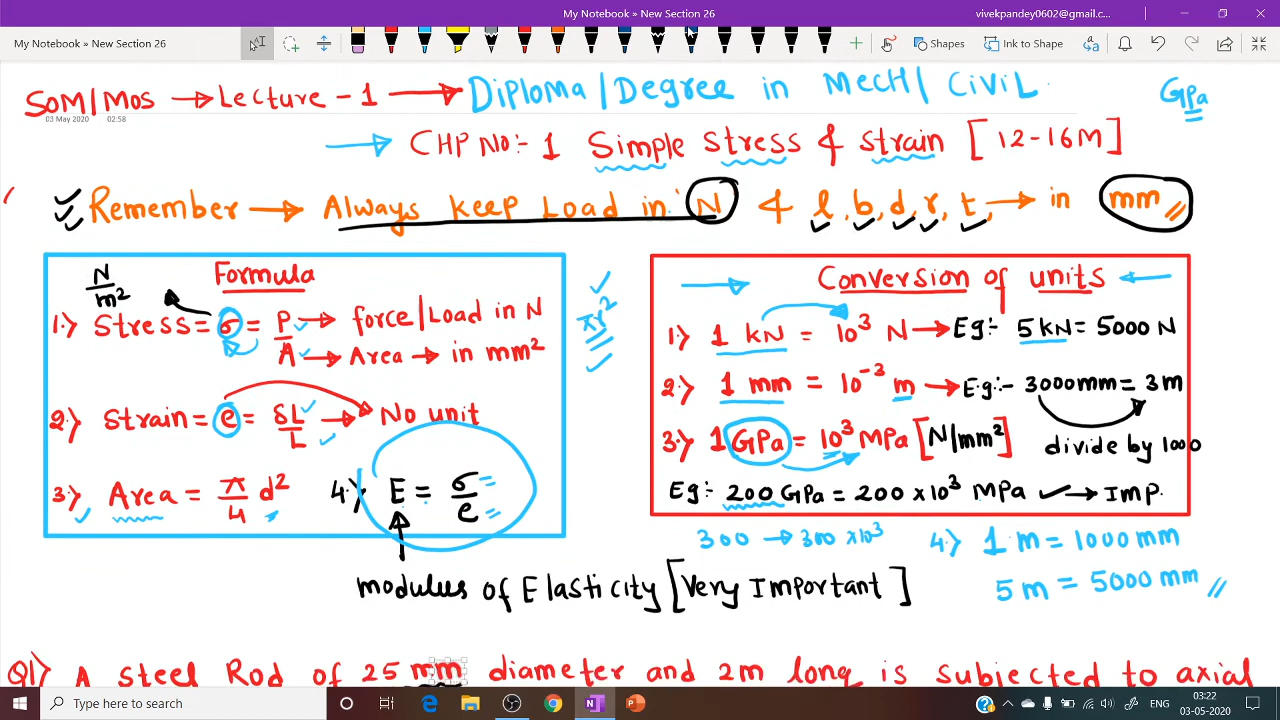 My Notebook » New Section 26
vivekpandey0602@gmail.c...
My Notebook » New Section 26
Shapes
Ink to Shape
SOM/MOS → Lecture - 1 → Diploma/Degree in MecH/CiViL
GPa
03 May 2020 02:58
→ CHP NO:- 1 Simple stress & strain [12-16M]
Remember → Always keep Load in N & l, b, d, r, t, → in mm
N/m²
Formula
1.) Stress = σ = P/A
P → force/Load in N
A → Area → in mm²
πr²
2.) Strain = e = δL/L → No unit
3.) Area = π/4 d²
4.) E = σ/e
modulus of Elasticity [Very Important]
→ Conversion of units ←
1.) 1 kN = 10³ N → Eg:- 5 kN = 5000 N
2.) 1 mm = 10⁻³ m → E.g:- 3000mm = 3m
divide by 1000
3.) 1 GPa = 10³ MPa [N/mm²]
Eg:- 200 GPa = 200 x10³ MPa → Imp.
300 → 300 x10³
4.) 1 m = 1000 mm
5 m = 5000 mm
Q1) A steel Rod of 25 mm diameter and 2m long is subjected to axial
Type here to search
ENG
03:22
03-05-2020